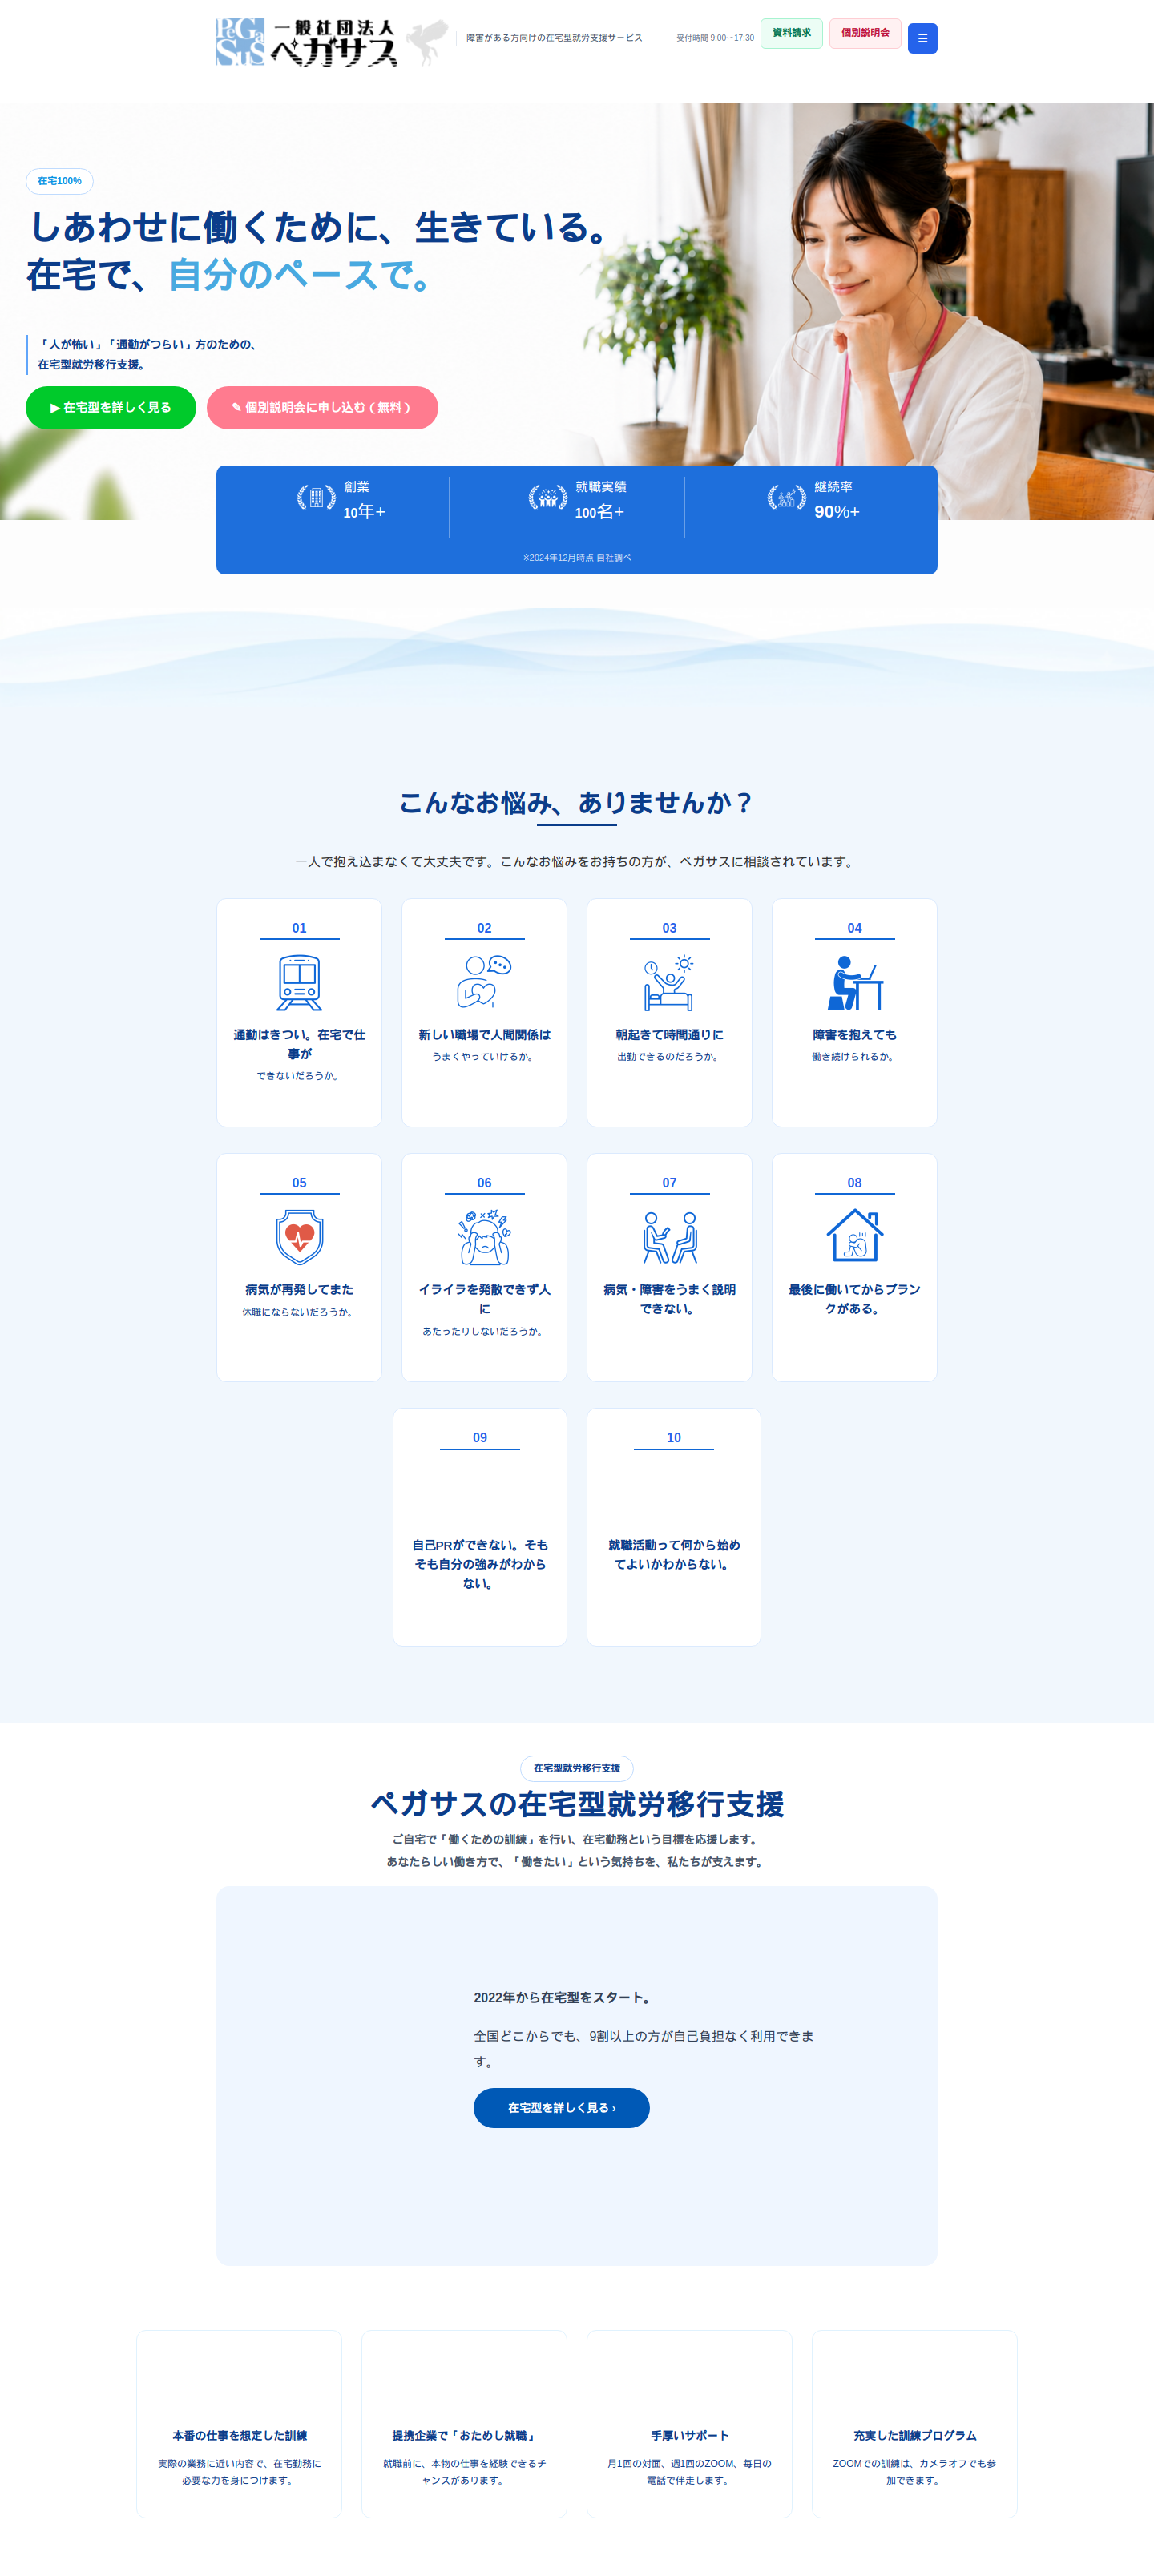 PeGaSuS
一般社団法人
ペガサス
障害がある方向けの在宅型就労支援サービス
受付時間 9:00〜17:30
資料請求
個別説明会
☰
在宅100%
しあわせに働くために、生きている。
在宅で、自分のペースで。
「人が怖い」「通勤がつらい」方のための、
在宅型就労移行支援。
▶ 在宅型を詳しく見る
✎ 個別説明会に申し込む（無料）
創業
10年+
就職実績
100名+
継続率
90%+
※2024年12月時点 自社調べ
こんなお悩み、ありませんか？
一人で抱え込まなくて大丈夫です。こんなお悩みをお持ちの方が、ペガサスに相談されています。
01
通勤はきつい。在宅で仕
事が
できないだろうか。
02
新しい職場で人間関係は
うまくやっていけるか。
03
朝起きて時間通りに
出勤できるのだろうか。
04
障害を抱えても
働き続けられるか。
05
病気が再発してまた
休職にならないだろうか。
06
イライラを発散できず人
に
あたったりしないだろうか。
07
病気・障害をうまく説明
できない。
08
最後に働いてからブラン
クがある。
09
自己PRができない。そも
そも自分の強みがわから
ない。
10
就職活動って何から始め
てよいかわからない。
在宅型就労移行支援
ペガサスの在宅型就労移行支援
ご自宅で「働くための訓練」を行い、在宅勤務という目標を応援します。
あなたらしい働き方で、「働きたい」という気持ちを、私たちが支えます。
2022年から在宅型をスタート。
全国どこからでも、9割以上の方が自己負担なく利用できま
す。
在宅型を詳しく見る ›
本番の仕事を想定した訓練
実際の業務に近い内容で、在宅勤務に
必要な力を身につけます。
提携企業で「おためし就職」
就職前に、本物の仕事を経験できるチ
ャンスがあります。
手厚いサポート
月1回の対面、週1回のZOOM、毎日の
電話で伴走します。
充実した訓練プログラム
ZOOMでの訓練は、カメラオフでも参
加できます。